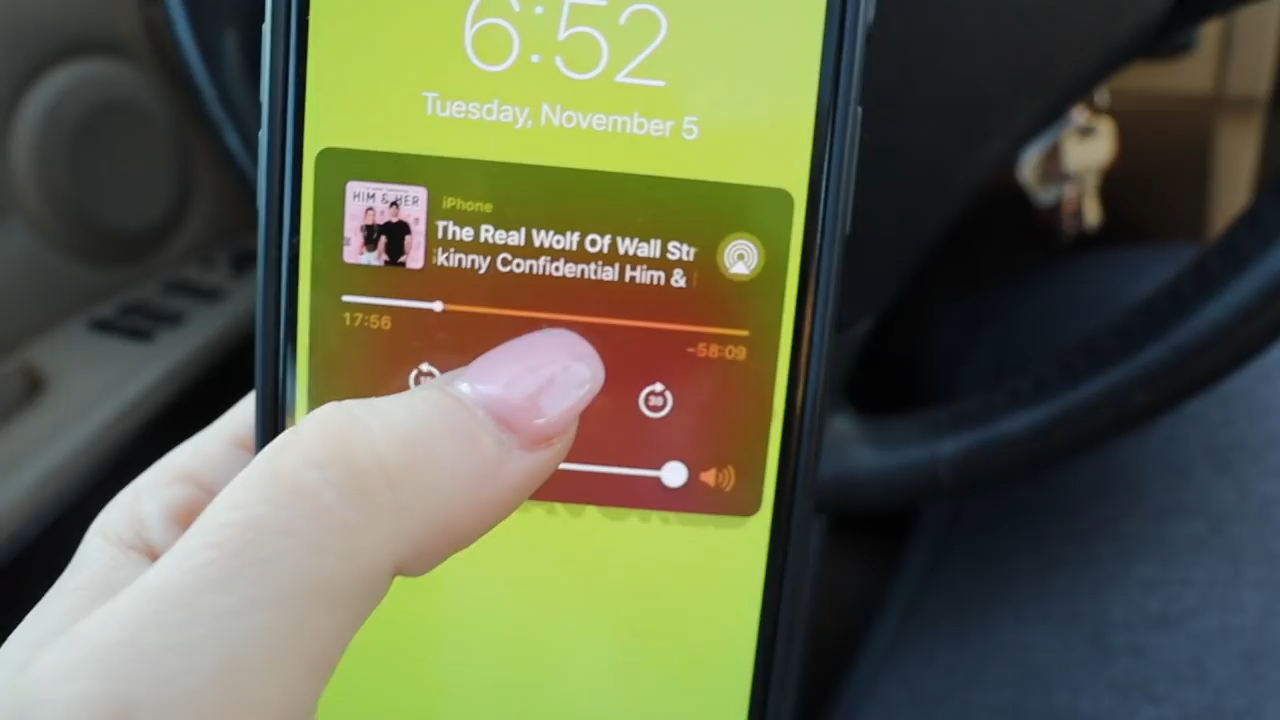 6:52
Tuesday, November 5
HIM & HER
iPhone
The Real Wolf Of Wall Str
kinny Confidential Him &
17:56
-58:09
30